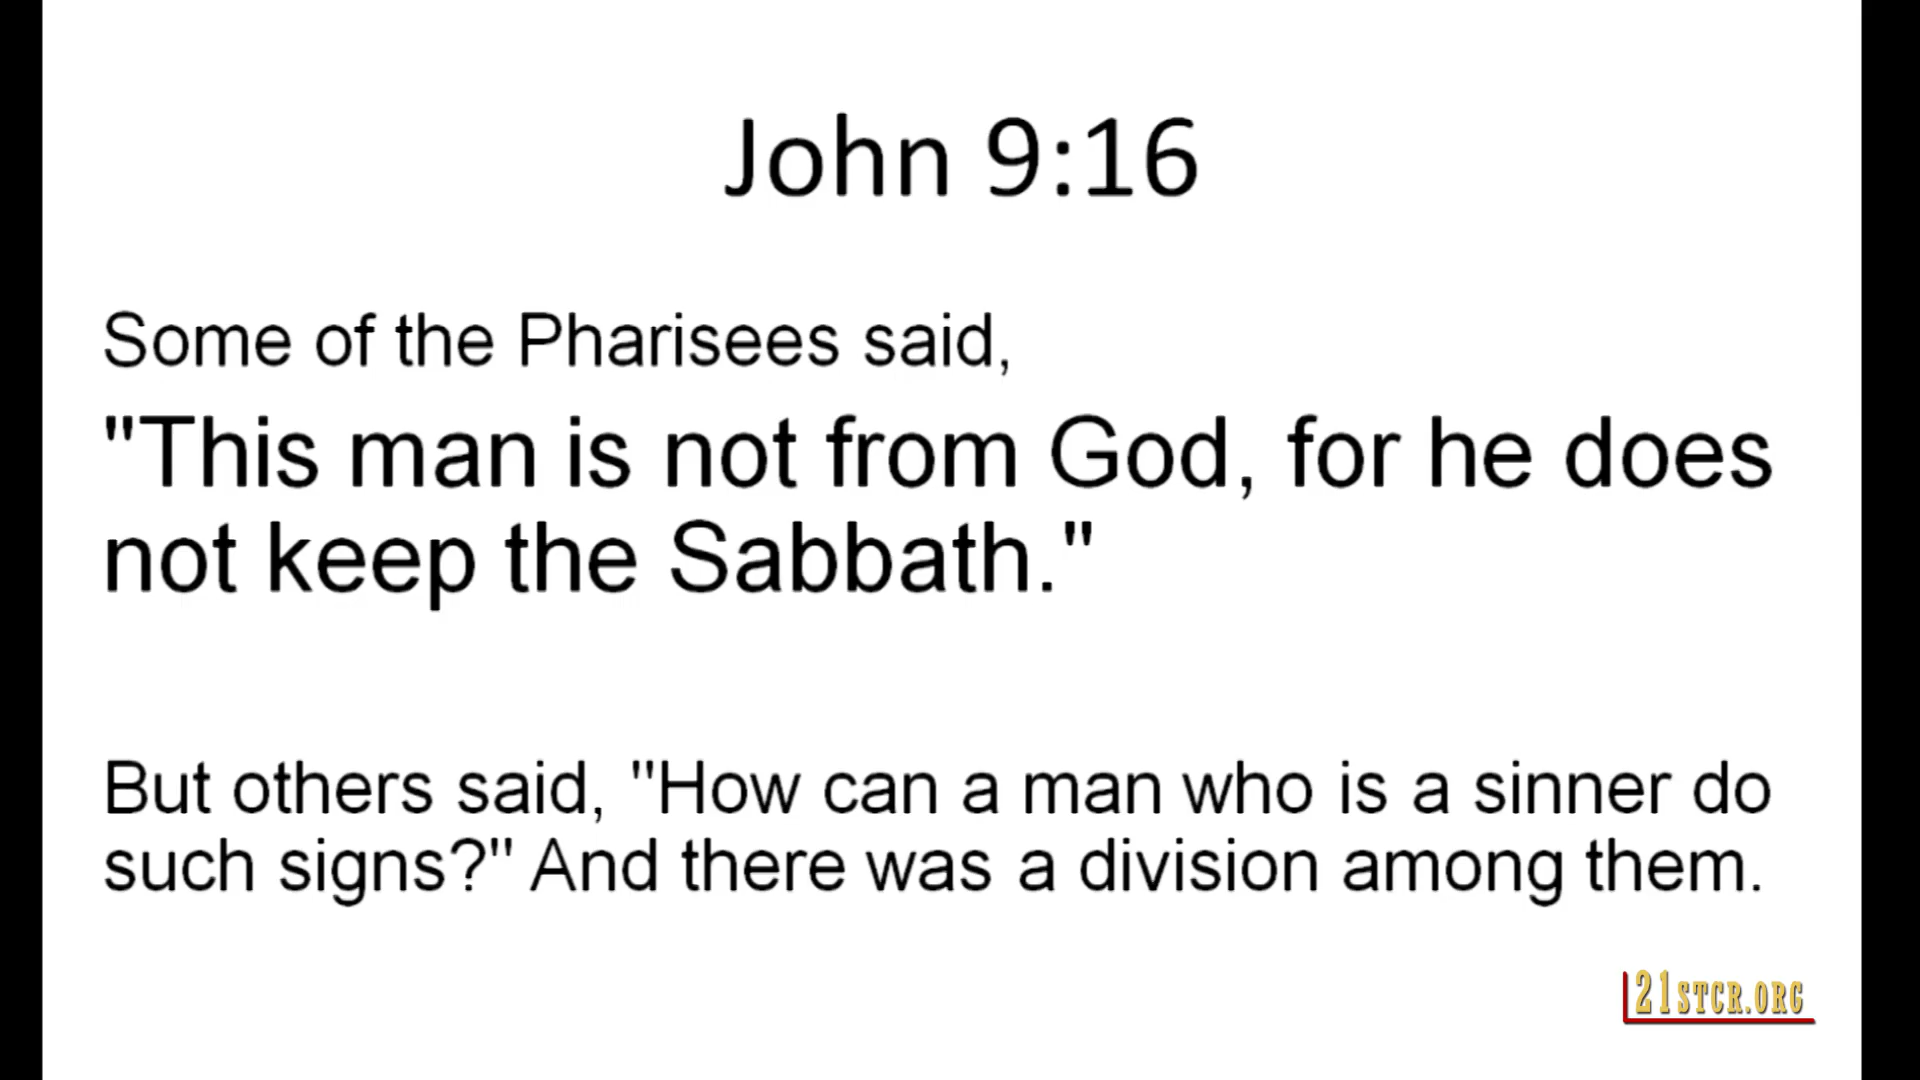 John 9:16
Some of the Pharisees said,
"This man is not from God, for he does
not keep the Sabbath."
But others said, "How can a man who is a sinner do
such signs?" And there was a division among them.
21STCR.ORG